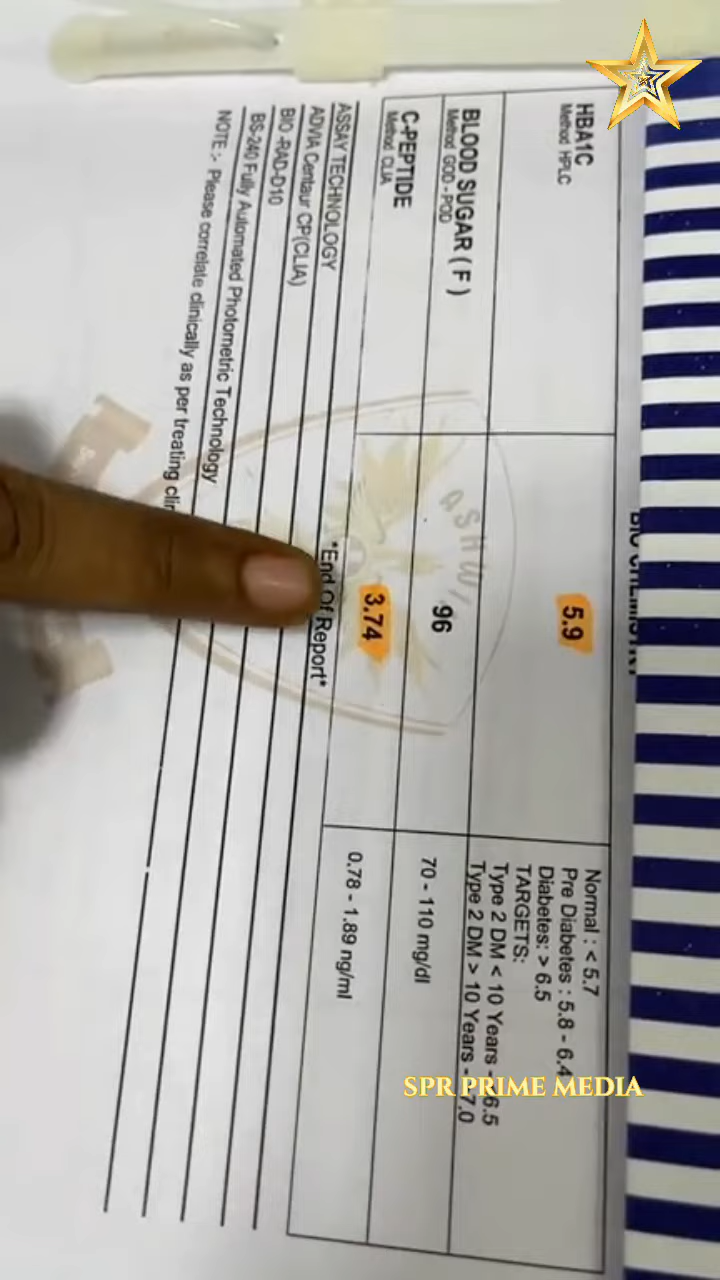 BIO CHEMISTRY
HBA1C 5.9 Normal : < 5.7
Method HPLC Pre Diabetes : 5.8 - 6.4
Diabetes: > 6.5
TARGETS:
Type 2 DM < 10 Years - 6.5
Type 2 DM > 10 Years - 7.0
BLOOD SUGAR ( F ) 96 70 - 110 mg/dl
Method GOD - POD
C-PEPTIDE 3.74 0.78 - 1.89 ng/ml
Method CLIA
*End Of Report*
ASSAY TECHNOLOGY
ADVIA Centaur CP(CLIA)
BIO -RAD-D10
BS-240 Fully Automated Photometric Technology
NOTE :- Please correlate clinically as per treating
ASHWI
SPR PRIME MEDIA